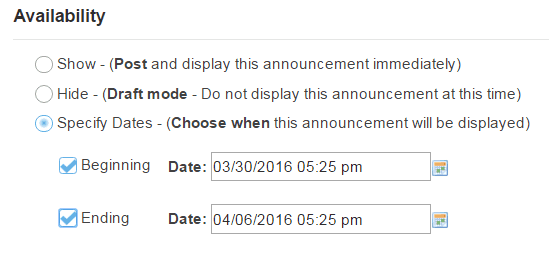 Availability
Show - (Post and display this announcement immediately)
Hide - (Draft mode - Do not display this announcement at this time)
Specify Dates - (Choose when this announcement will be displayed)
Beginning Date: 03/30/2016 05:25 pm
Ending Date: 04/06/2016 05:25 pm